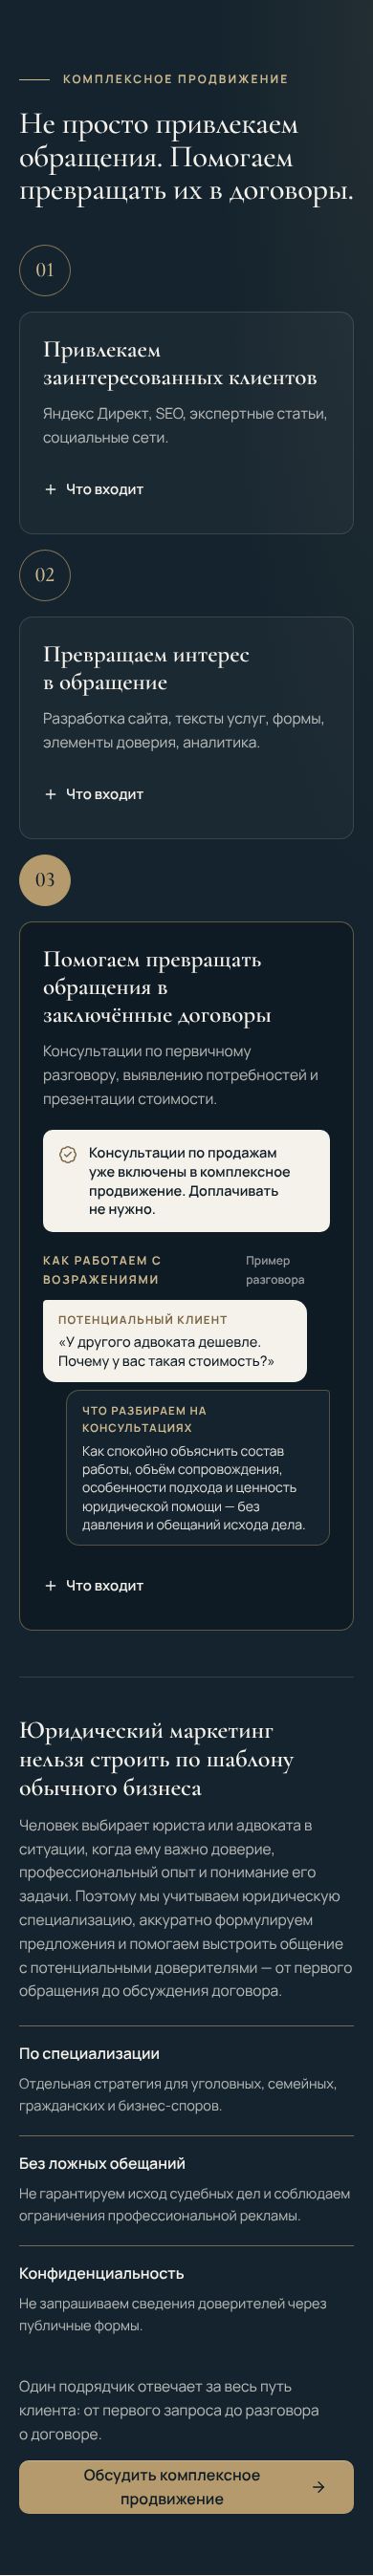 КОМПЛЕКСНОЕ ПРОДВИЖЕНИЕ
Не просто привлекаем
обращения. Помогаем
превращать их в договоры.
01
Привлекаем
заинтересованных клиентов
Яндекс Директ, SEO, экспертные статьи,
социальные сети.
+ Что входит
02
Превращаем интерес
в обращение
Разработка сайта, тексты услуг, формы,
элементы доверия, аналитика.
+ Что входит
03
Помогаем превращать
обращения в
заключённые договоры
Консультации по первичному
разговору, выявлению потребностей и
презентации стоимости.
Консультации по продажам
уже включены в комплексное
продвижение. Доплачивать
не нужно.
КАК РАБОТАЕМ С
ВОЗРАЖЕНИЯМИ
Пример
разговора
ПОТЕНЦИАЛЬНЫЙ КЛИЕНТ
«У другого адвоката дешевле.
Почему у вас такая стоимость?»
ЧТО РАЗБИРАЕМ НА
КОНСУЛЬТАЦИЯХ
Как спокойно объяснить состав
работы, объём сопровождения,
особенности подхода и ценность
юридической помощи — без
давления и обещаний исхода дела.
+ Что входит
Юридический маркетинг
нельзя строить по шаблону
обычного бизнеса
Человек выбирает юриста или адвоката в
ситуации, когда ему важно доверие,
профессиональный опыт и понимание его
задачи. Поэтому мы учитываем юридическую
специализацию, аккуратно формулируем
предложения и помогаем выстроить общение
с потенциальными доверителями — от первого
обращения до обсуждения договора.
По специализации
Отдельная стратегия для уголовных, семейных,
гражданских и бизнес-споров.
Без ложных обещаний
Не гарантируем исход судебных дел и соблюдаем
ограничения профессиональной рекламы.
Конфиденциальность
Не запрашиваем сведения доверителей через
публичные формы.
Один подрядчик отвечает за весь путь
клиента: от первого запроса до разговора
о договоре.
Обсудить комплексное
продвижение